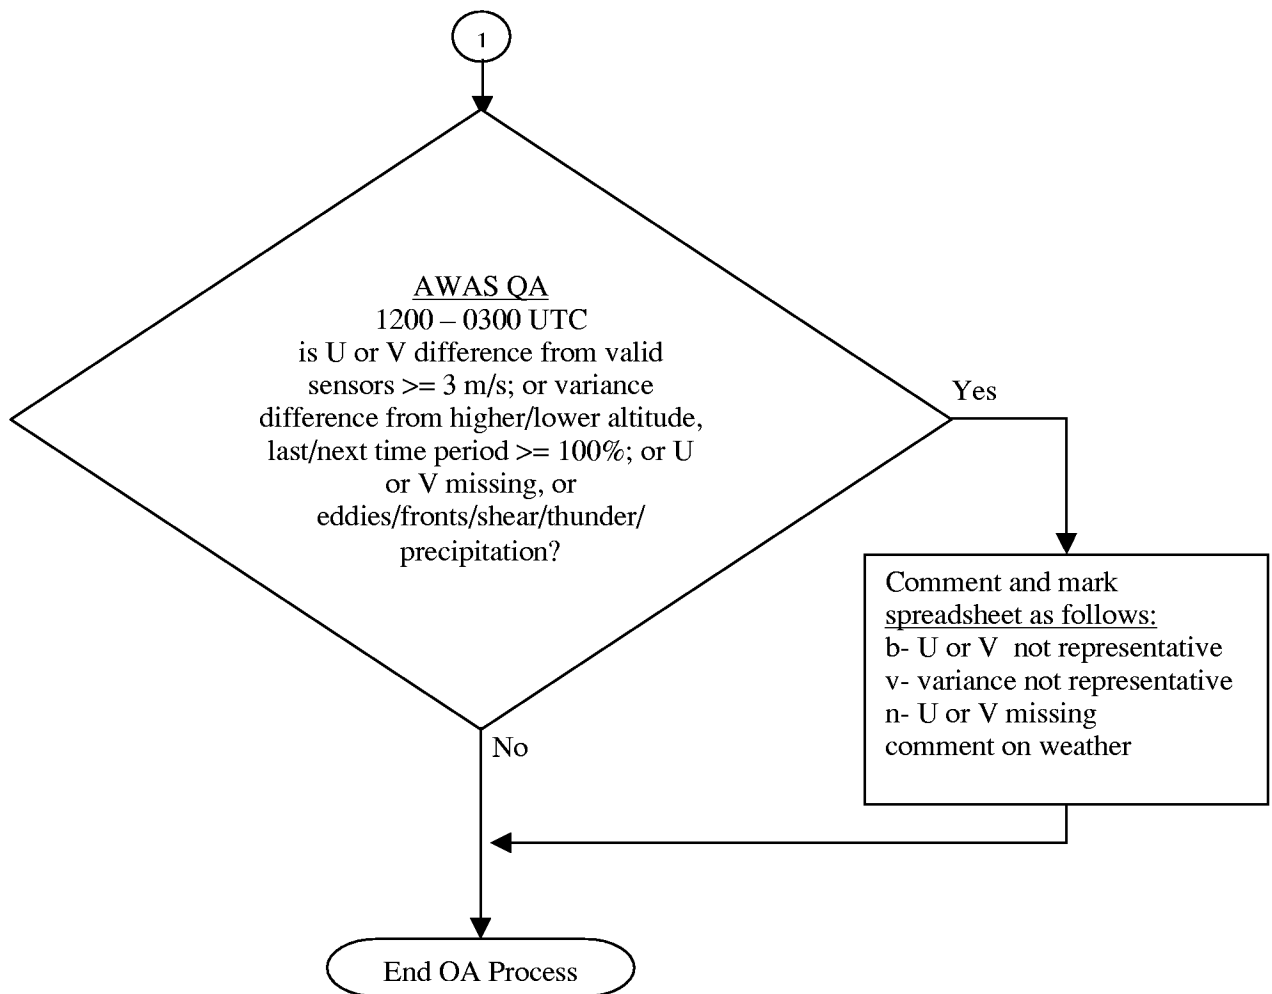 1
AWAS QA
1200 – 0300 UTC
is U or V difference from valid
sensors >= 3 m/s; or variance
difference from higher/lower altitude,
last/next time period >= 100%; or U
or V missing, or
eddies/fronts/shear/thunder/
precipitation?
Yes
Comment and mark
spreadsheet as follows:
b- U or V  not representative
v- variance not representative
n- U or V missing
comment on weather
No
End QA Process